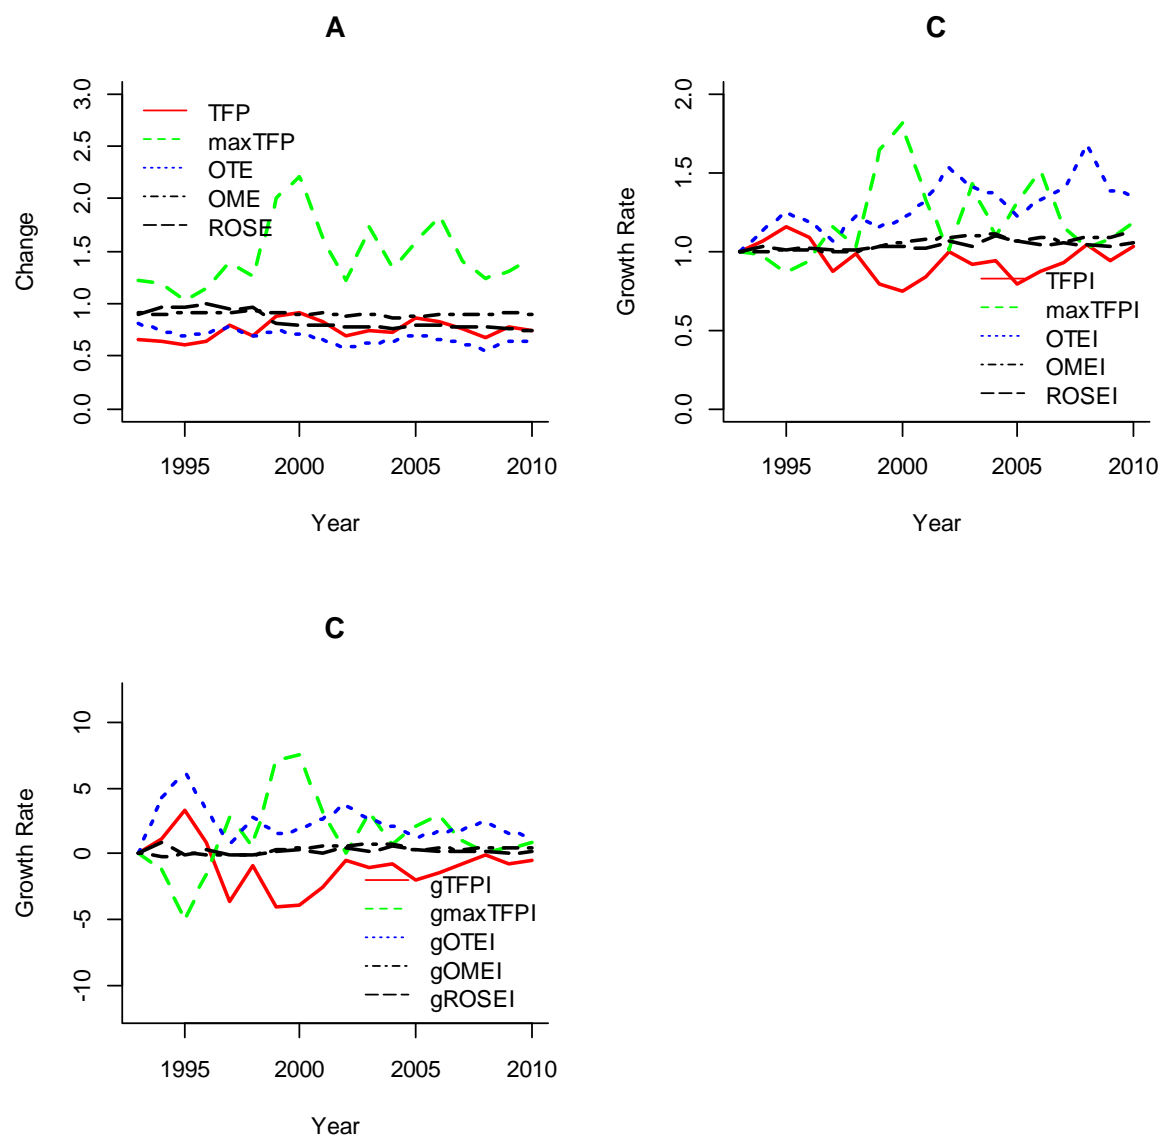 A
Change
3.0
2.5
2.0
1.5
1.0
0.5
0.0
TFP
maxTFP
OTE
OME
ROSE
1995 2000 2005 2010
Year
C
Growth Rate
2.0
1.5
1.0
0.5
0.0
TFPI
maxTFPI
OTEI
OMEI
ROSEI
1995 2000 2005 2010
Year
C
Growth Rate
10
5
0
-5
-10
gTFPI
gmaxTFPI
gOTEI
gOMEI
gROSEI
1995 2000 2005 2010
Year